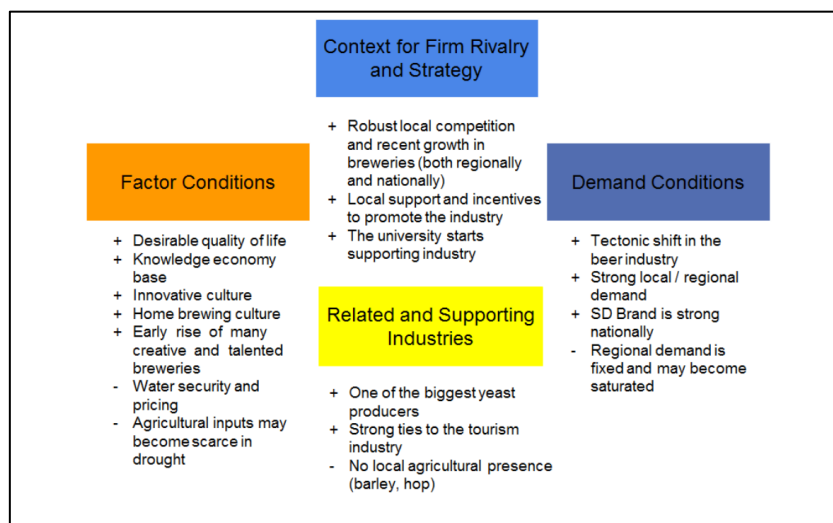 Context for Firm Rivalry
and Strategy
+ Robust local competition
and recent growth in
breweries (both regionally
and nationally)
+ Local support and incentives
to promote the industry
+ The university starts
supporting industry
Factor Conditions
+ Desirable quality of life
+ Knowledge economy
base
+ Innovative culture
+ Home brewing culture
+ Early rise of many
creative and talented
breweries
- Water security and
pricing
- Agricultural inputs may
become scarce in
drought
Demand Conditions
+ Tectonic shift in the
beer industry
+ Strong local / regional
demand
+ SD Brand is strong
nationally
- Regional demand is
fixed and may become
saturated
Related and Supporting
Industries
+ One of the biggest yeast
producers
+ Strong ties to the tourism
industry
- No local agricultural presence
(barley, hop)